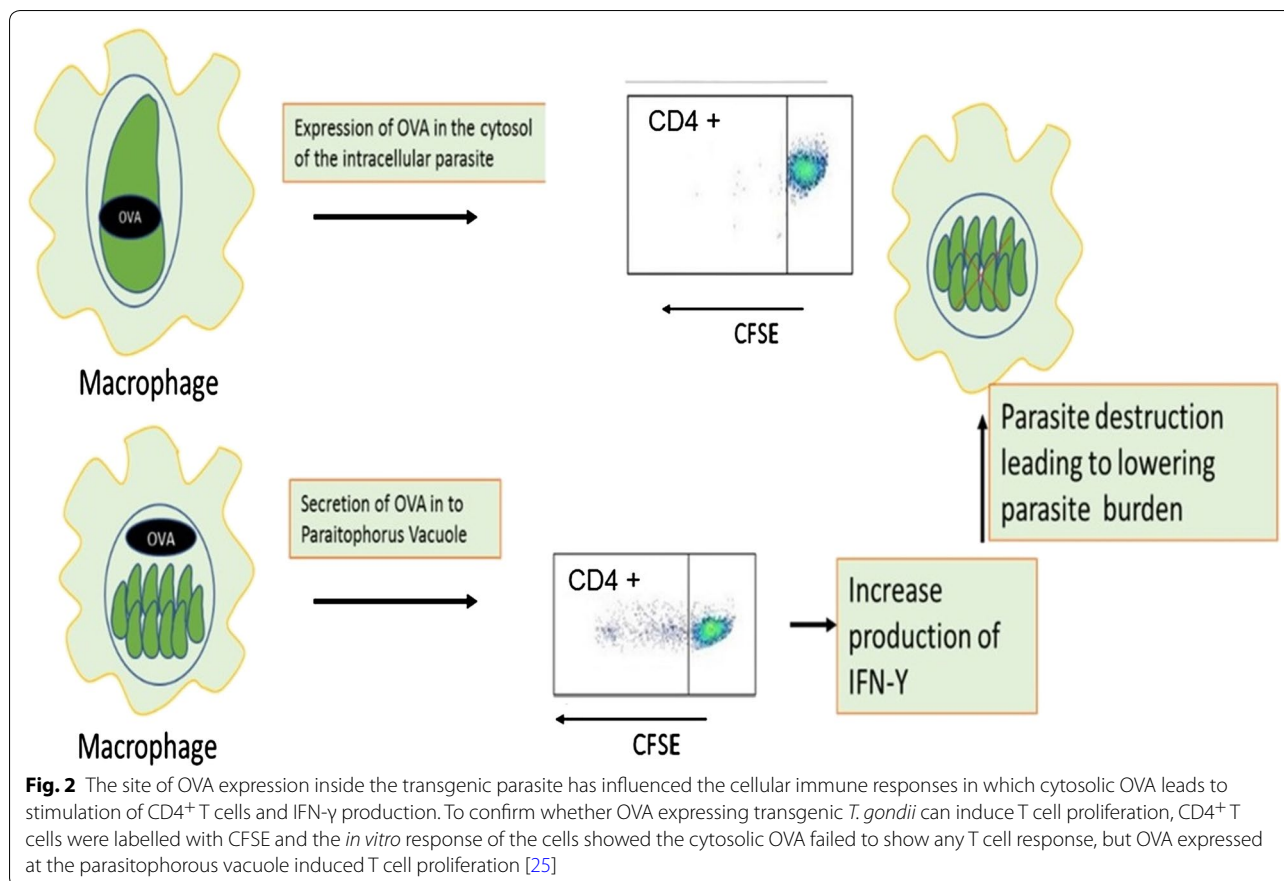 OVA
Macrophage
Expression of OVA in the cytosol
of the intracellular parasite
CD4 +
CFSE
OVA
Macrophage
Secretion of OVA in to
Paraitophorus Vacuole
CD4 +
CFSE
Increase
production of
IFN-Y
Parasite destruction
leading to lowering
parasite burden
Fig. 2 The site of OVA expression inside the transgenic parasite has influenced the cellular immune responses in which cytosolic OVA leads to
stimulation of CD4⁺ T cells and IFN-γ production. To confirm whether OVA expressing transgenic T. gondii can induce T cell proliferation, CD4⁺ T
cells were labelled with CFSE and the in vitro response of the cells showed the cytosolic OVA failed to show any T cell response, but OVA expressed
at the parasitophorous vacuole induced T cell proliferation [25]